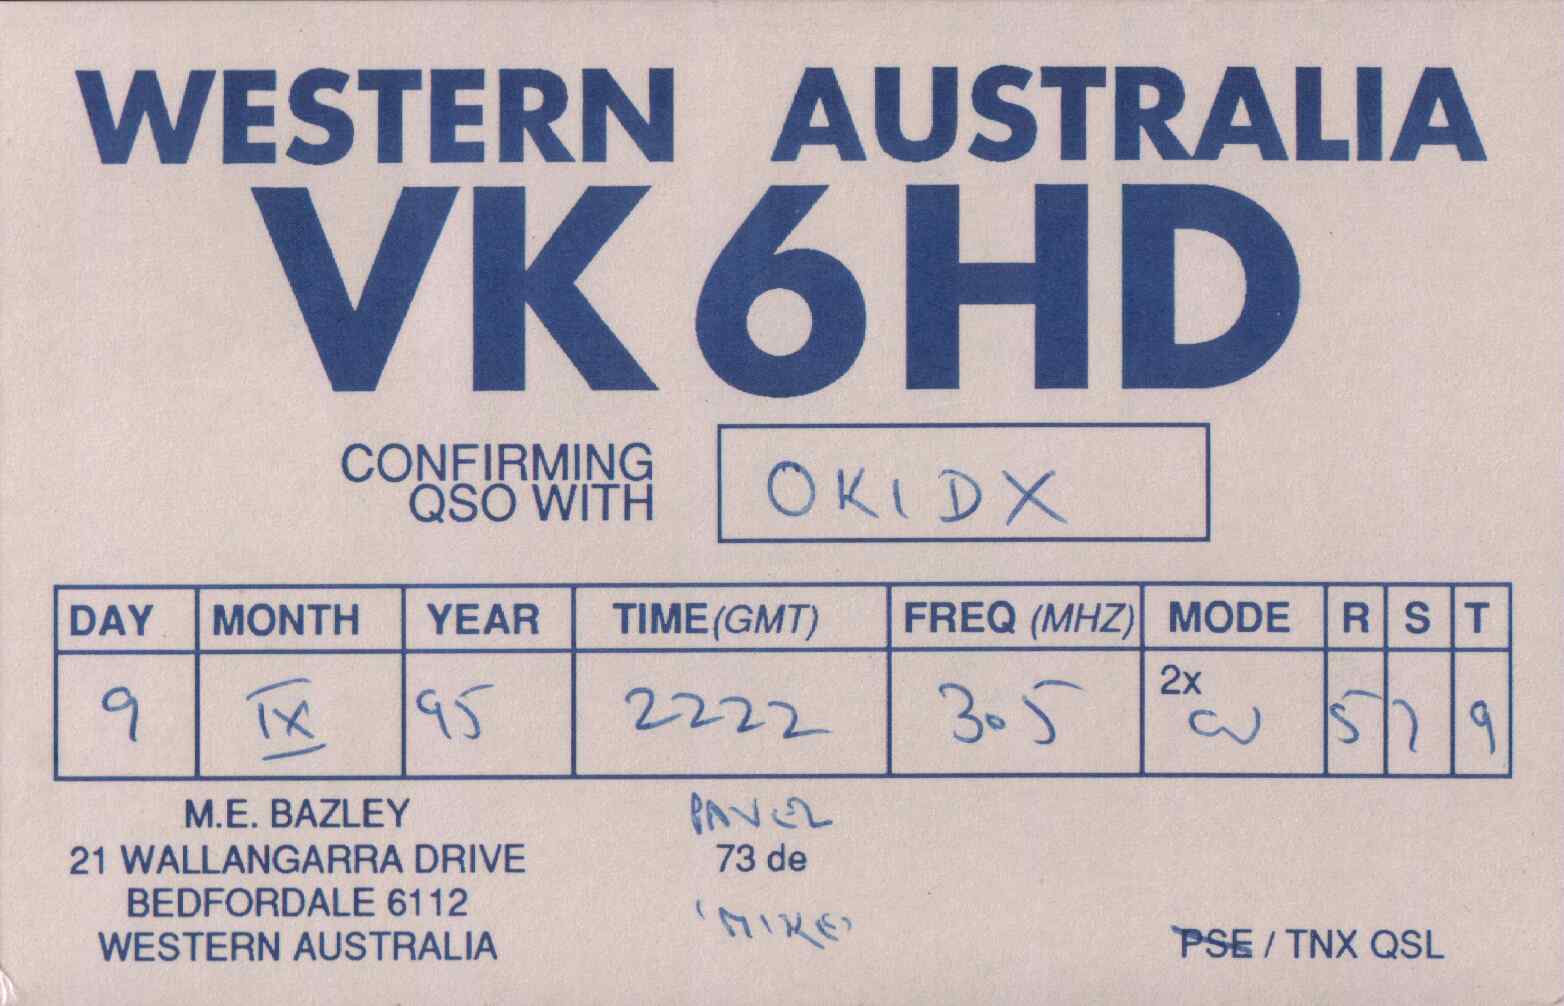 WESTERN AUSTRALIA
VK6HD
CONFIRMING
QSO WITH
OK1DX
DAY MONTH YEAR TIME (GMT) FREQ (MHZ) MODE R S T
9 IX 95 2222 3.5 2x CW 5 7 9
M.E. BAZLEY
21 WALLANGARRA DRIVE
BEDFORDALE 6112
WESTERN AUSTRALIA
PAVEL
73 de
'MIKE'
PSE / TNX QSL